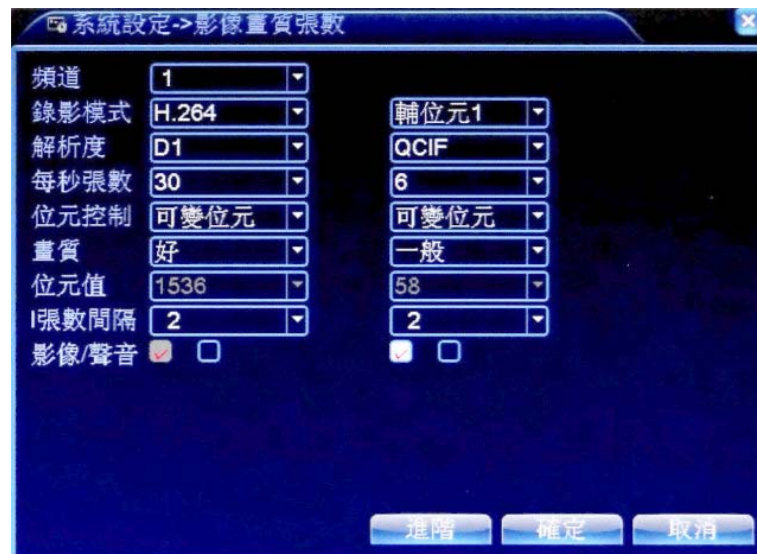 系統設定->影像畫質張數
頻道 1
錄影模式 H.264 輔位元1
解析度 D1 QCIF
每秒張數 30 6
位元控制 可變位元 可變位元
畫質 好 一般
位元值 1536 58
I張數間隔 2 2
影像/聲音
進階 確定 取消